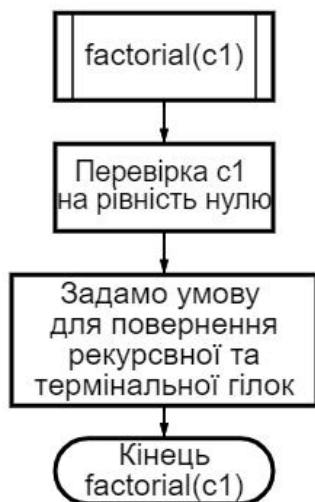 factorial(c1)
Перевірка c1
на рівність нулю
Задамо умову
для повернення
рекурсвної та
термінальної гілок
Кінець
factorial(c1)